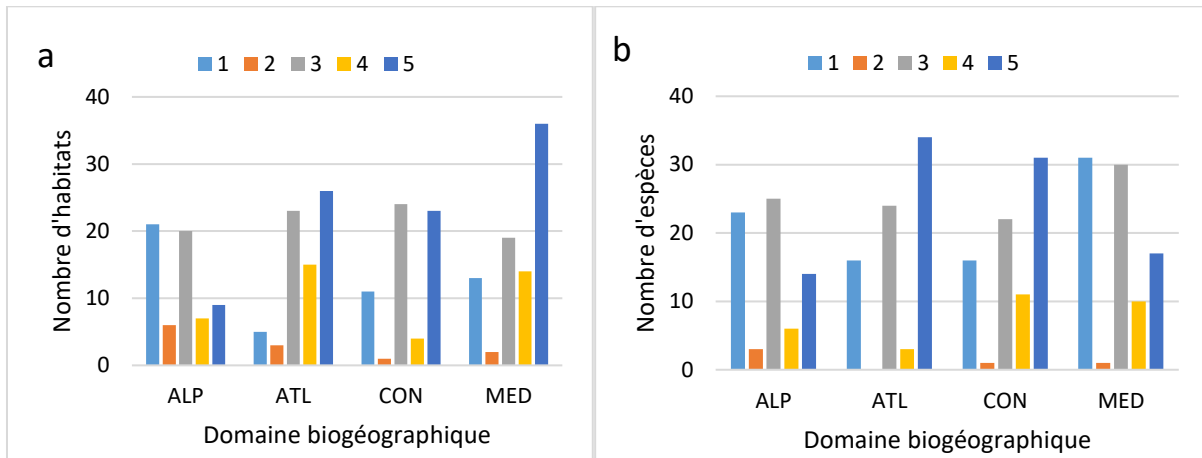 a
1 2 3 4 5
Nombre d'habitats
40
30
20
10
0
ALP ATL CON MED
Domaine biogéographique
b
1 2 3 4 5
Nombre d'espèces
40
30
20
10
0
ALP ATL CON MED
Domaine biogéographique